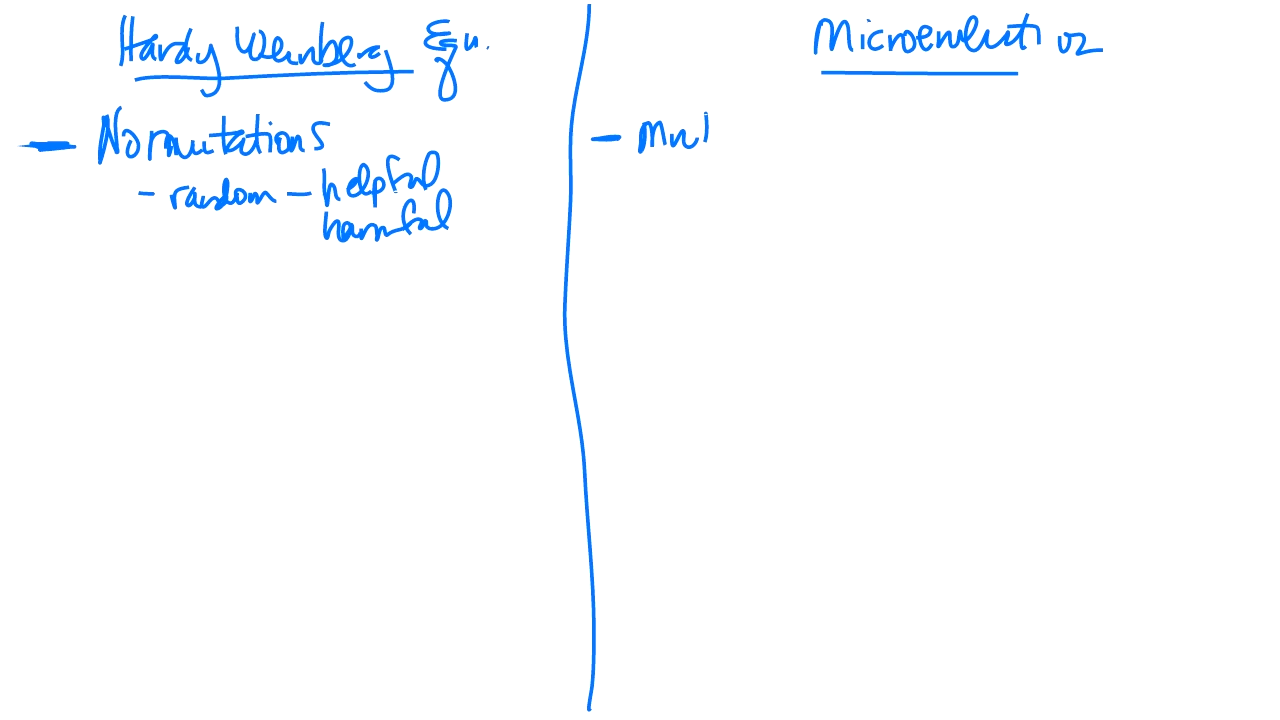 Hardy Weinberg Equ.
Microevolution
- No mutations
- random - helpful
harmful
- Mut